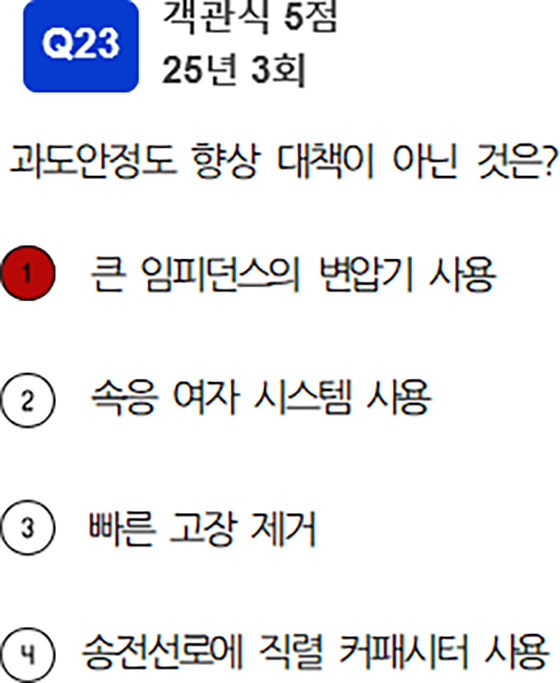 Q23
객관식 5점
25년 3회
과도안정도 향상 대책이 아닌 것은?
1 큰 임피던스의 변압기 사용
2 속응 여자 시스템 사용
3 빠른 고장 제거
4 송전선로에 직렬 커패시터 사용